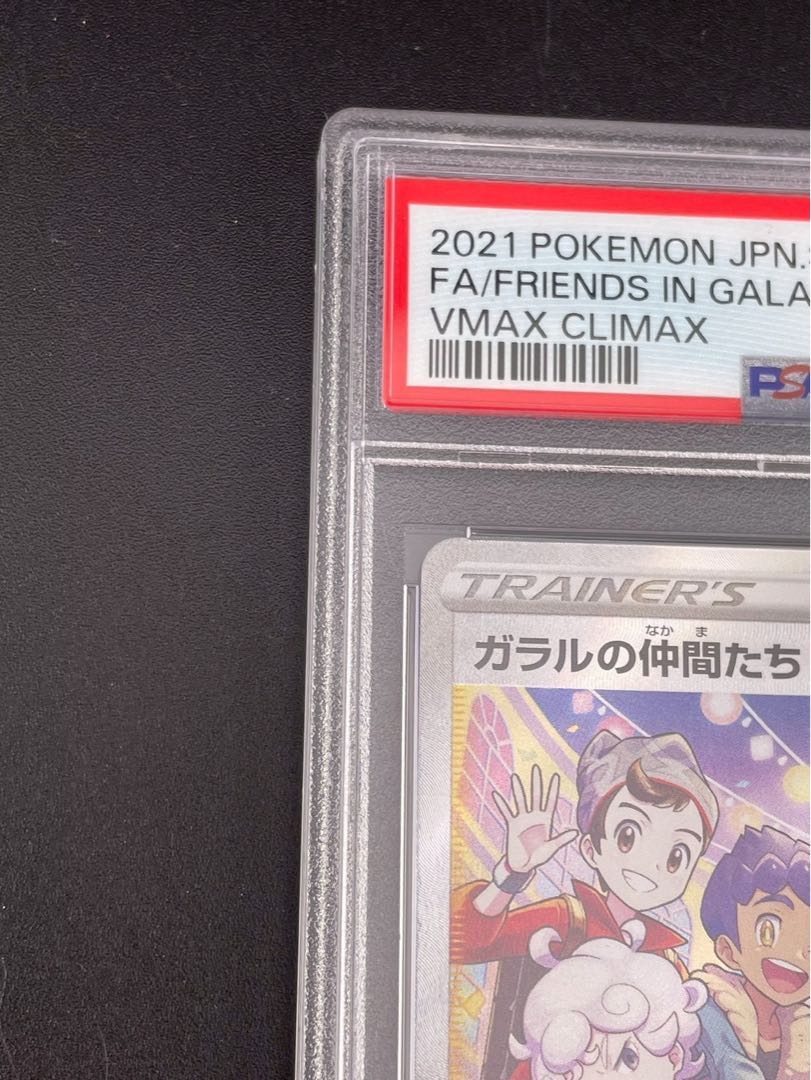 2021 POKEMON JPN.
FA/FRIENDS IN GALA
VMAX CLIMAX
PSA
TRAINER'S
なか ま
ガラルの仲間たち